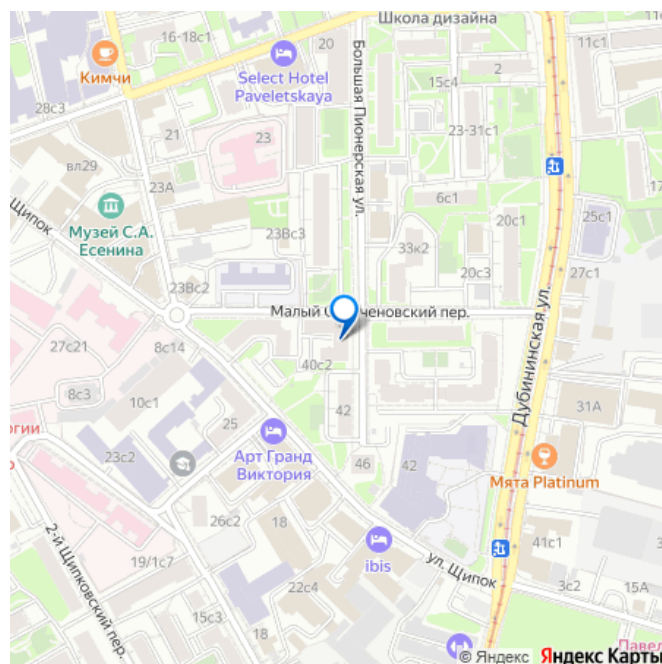 Школа дизайна
16-18с1
20
11с1
Кимчи
Select Hotel
Paveletskaya
2
15с4
28с3
Большая Пионерская ул.
21
23
23-31с1
вл29
23А
6с1
Щипок
Музей С.А.
Есенина
23Вс3
20с1
25с1
33к2
20с3
27с1
23Вс2
Малый С
ченовский пер.
Дубининская ул.
27с21
8с14
40с2
8с3
10с1
42
31А
25
огии
о
23с2
Арт Гранд
Виктория
46
42
Мята Platinum
26с2
18
2-й Щипковский пер.
19/1с7
ibis
ул. Щипок
41с1
22с4
3с2
15А
15с3
18
Павел
© Яндекс Яндекс Карты